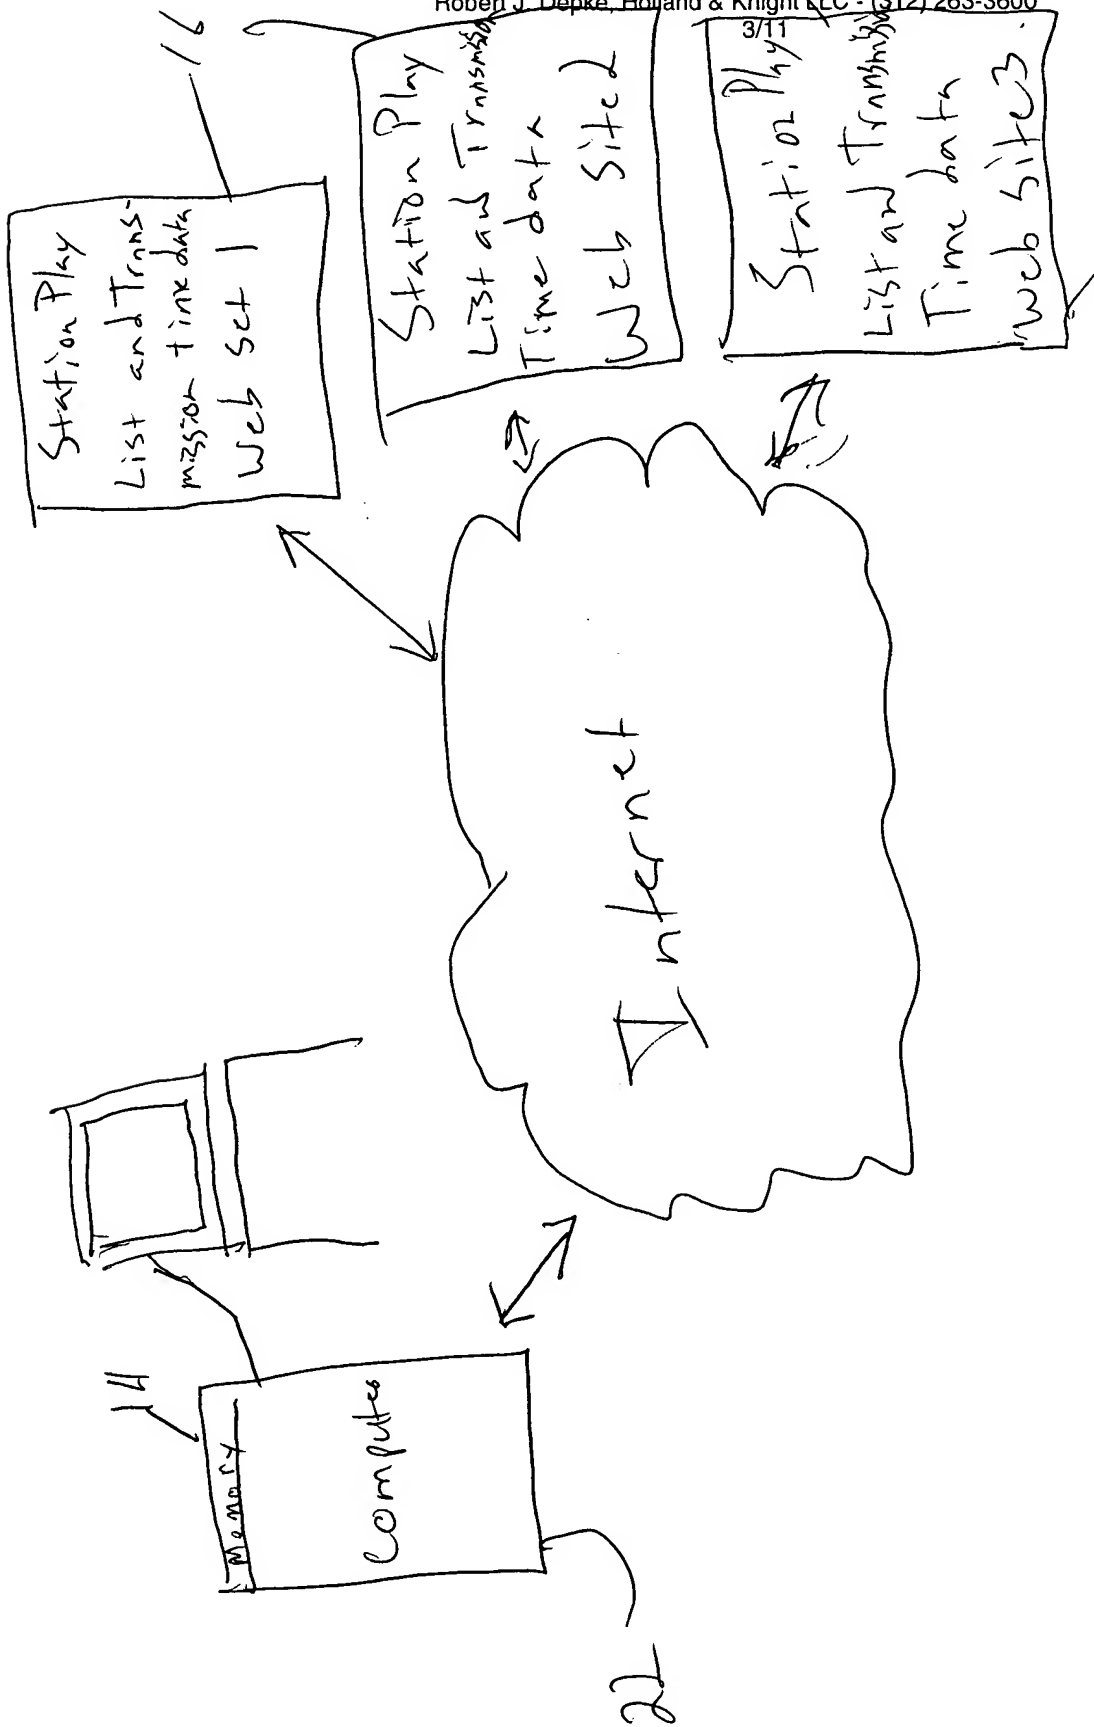 Robert J. Depke, Holland & Knight LLC - (312) 263-3600
3/11
16
Station Play
List and Trans-
mission time data
Web Set 1
Station Play
List and Transmission
Time data
Web Site 2
Station Play
List and Transmission
Time data
Web Site 3.
Internet
14
Memory
Computer